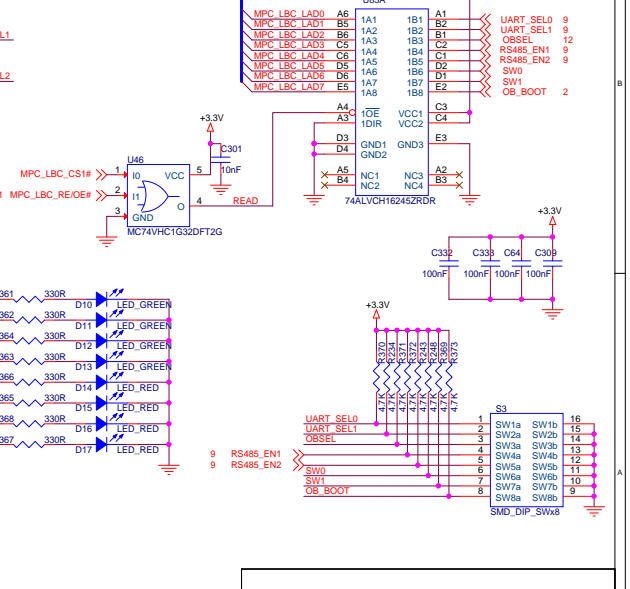 U83A
MPC_LBC_LAD0 A6 1A1 1B1 A1 UART_SEL0 9
MPC_LBC_LAD1 B5 1A2 1B2 B2 UART_SEL1 9
MPC_LBC_LAD2 B6 1A3 1B3 B1 OBSEL 12
MPC_LBC_LAD3 C5 1A4 1B4 C2 RS485_EN1 9
MPC_LBC_LAD4 C6 1A5 1B5 C1 RS485_EN2 9
MPC_LBC_LAD5 D5 1A6 1B6 D2 SW0
MPC_LBC_LAD6 D6 1A7 1B7 D1 SW1
MPC_LBC_LAD7 E5 1A8 1B8 E2 OB_BOOT 2
L1
L2
B
A4 1OE VCC1 C3
A3 1DIR VCC2 C4
D3 GND1 GND3 E3
D4 GND2
A5 NC1 NC3 A2
B4 NC2 NC4 B3
74ALVCH16245ZRDR
+3.3V
C301
10nF
U46
MPC_LBC_CS1# 1 I0 VCC 5
MPC_LBC_RE/OE# 2 I1
O 4 READ
3 GND
MC74VHC1G32DFT2G
+3.3V
C332 C333 C64 C309
100nF 100nF 100nF 100nF
361 330R D10 LED_GREEN
362 330R D11 LED_GREEN
364 330R D12 LED_GREEN
363 330R D13 LED_GREEN
366 330R D14 LED_RED
365 330R D15 LED_RED
368 330R D16 LED_RED
367 330R D17 LED_RED
+3.3V
R370 R234 R371 R372 R243 R248 R369 R373
4.7K 4.7K 4.7K 4.7K 4.7K 4.7K 4.7K 4.7K
S3
UART_SEL0 1 SW1a SW1b 16
UART_SEL1 2 SW2a SW2b 15
OBSEL 3 SW3a SW3b 14
9 RS485_EN1 4 SW4a SW4b 13
9 RS485_EN2 5 SW5a SW5b 12
SW0 6 SW6a SW6b 11
SW1 7 SW7a SW7b 10
OB_BOOT 8 SW8a SW8b 9
SMD_DIP_SWx8
A